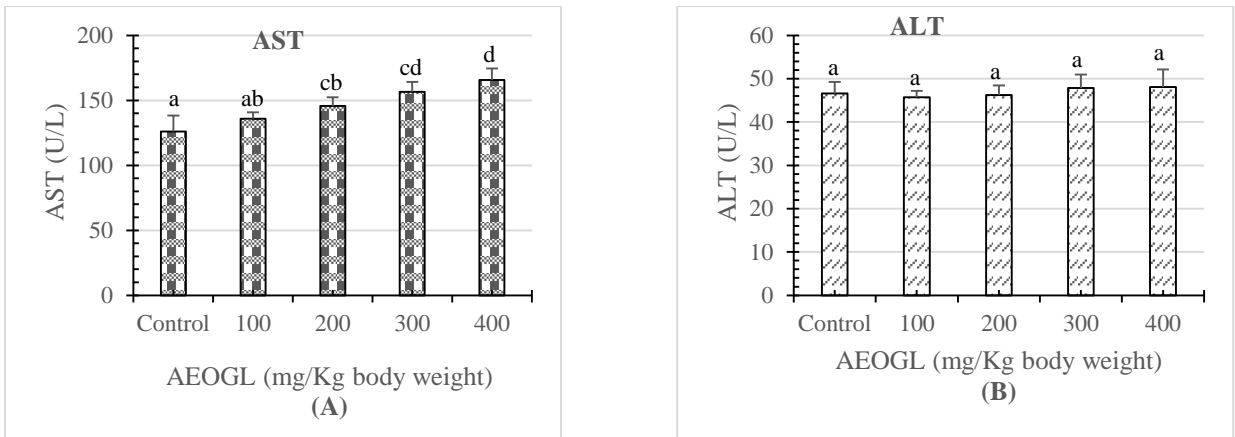 AST
AST (U/L)
200
150
100
50
0
a
ab
cb
cd
d
Control 100 200 300 400
AEOGL (mg/Kg body weight)
(A)
ALT
ALT (U/L)
60
50
40
30
20
10
0
a
a
a
a
a
Control 100 200 300 400
AEOGL (mg/Kg body weight)
(B)